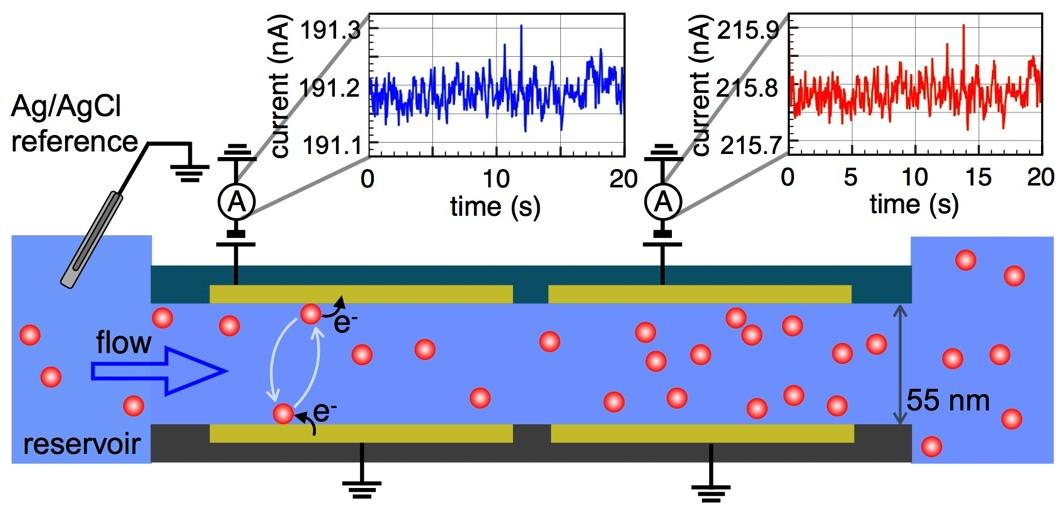 191.3
191.2
191.1
current (nA)
0
10
20
time (s)
215.9
215.8
215.7
current (nA)
0
5
10
15
20
time (s)
Ag/AgCl
reference
A
A
flow
e-
e-
reservoir
55 nm